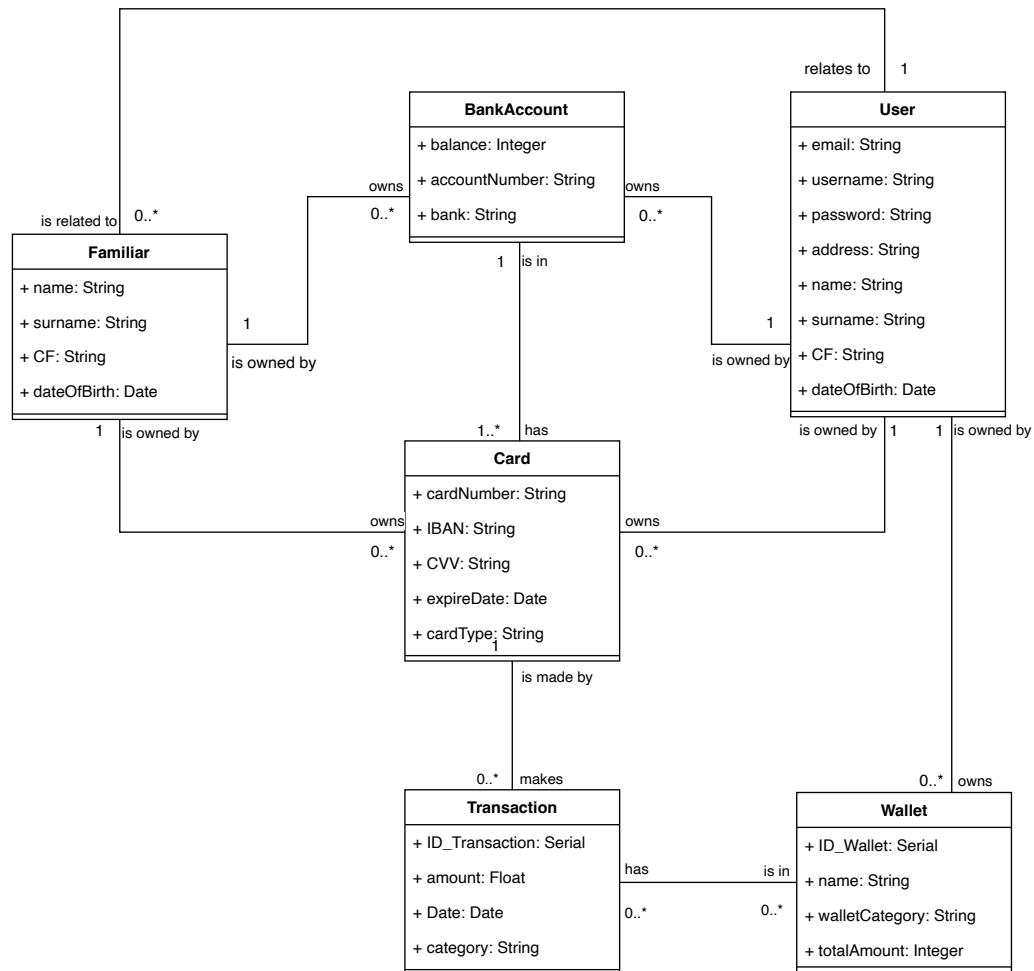 relates to 1
BankAccount
+ balance: Integer
+ accountNumber: String
+ bank: String
User
+ email: String
+ username: String
+ password: String
+ address: String
+ name: String
+ surname: String
+ CF: String
+ dateOfBirth: Date
owns
0..*
owns
0..*
is related to 0..*
Familiar
+ name: String
+ surname: String
+ CF: String
+ dateOfBirth: Date
1 is in
1
is owned by
1
is owned by
1 is owned by
is owned by 1
1 is owned by
1..* has
Card
+ cardNumber: String
+ IBAN: String
+ CVV: String
+ expireDate: Date
+ cardType: String
owns
0..*
owns
0..*
1
is made by
0..* makes
Transaction
+ ID_Transaction: Serial
+ amount: Float
+ Date: Date
+ category: String
0..* owns
Wallet
+ ID_Wallet: Serial
+ name: String
+ walletCategory: String
+ totalAmount: Integer
has
0..*
is in
0..*